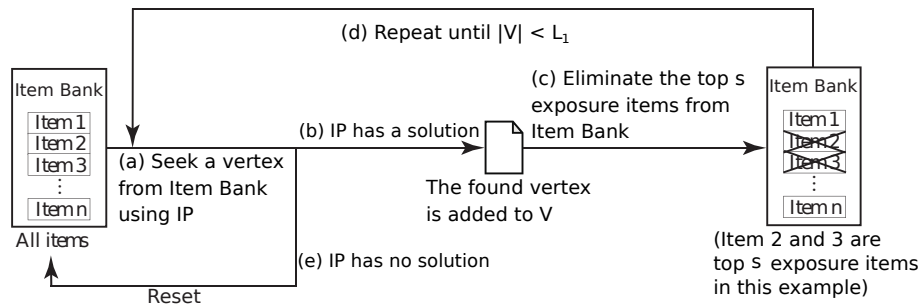 (d) Repeat until |V| < L₁
Item Bank
Item 1
Item 2
Item 3
⋮
Item n
All items
(a) Seek a vertex
from Item Bank
using IP
(b) IP has a solution
The found vertex
is added to V
(c) Eliminate the top s
exposure items from
Item Bank
Item Bank
Item 1
Item 2
Item 3
⋮
Item n
(Item 2 and 3 are
top s exposure items
in this example)
(e) IP has no solution
Reset